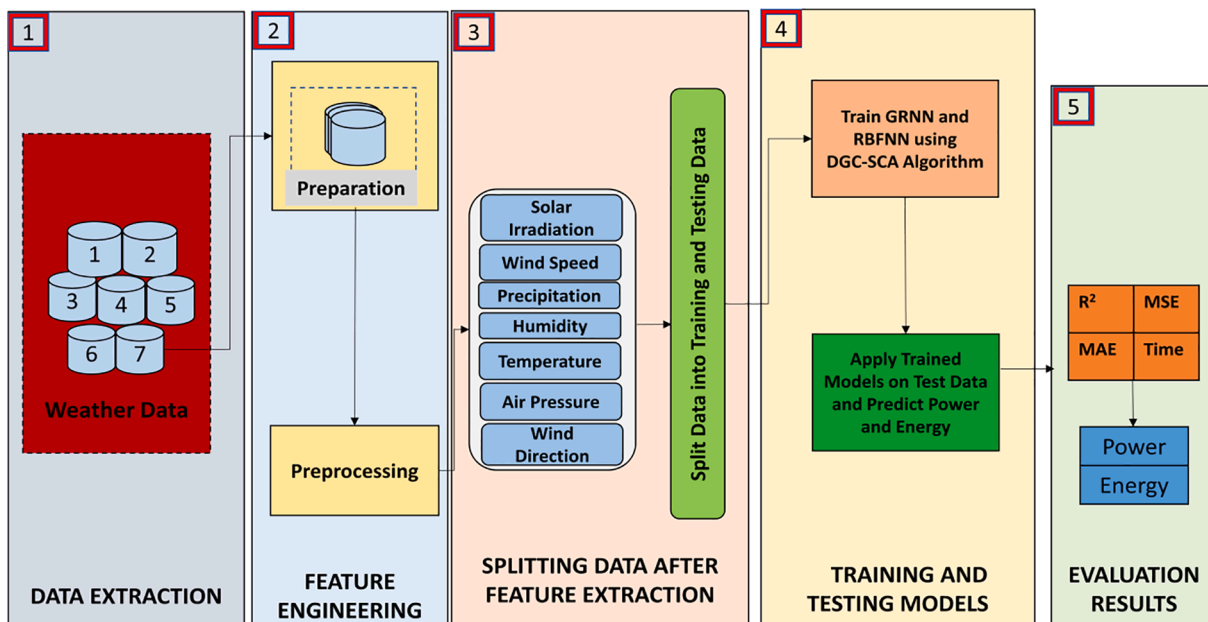 1
1
2
3
4
5
6
7
Weather Data
DATA EXTRACTION
2
Preparation
Preprocessing
FEATURE
ENGINEERING
3
Solar
Irradiation
Wind Speed
Precipitation
Humidity
Temperature
Air Pressure
Wind
Direction
Split Data into Training and Testing Data
SPLITTING DATA AFTER
FEATURE EXTRACTION
4
Train GRNN and
RBFNN using
DGC-SCA Algorithm
Apply Trained
Models on Test Data
and Predict Power
and Energy
TRAINING AND
TESTING MODELS
5
R²
MSE
MAE
Time
Power
Energy
EVALUATION
RESULTS